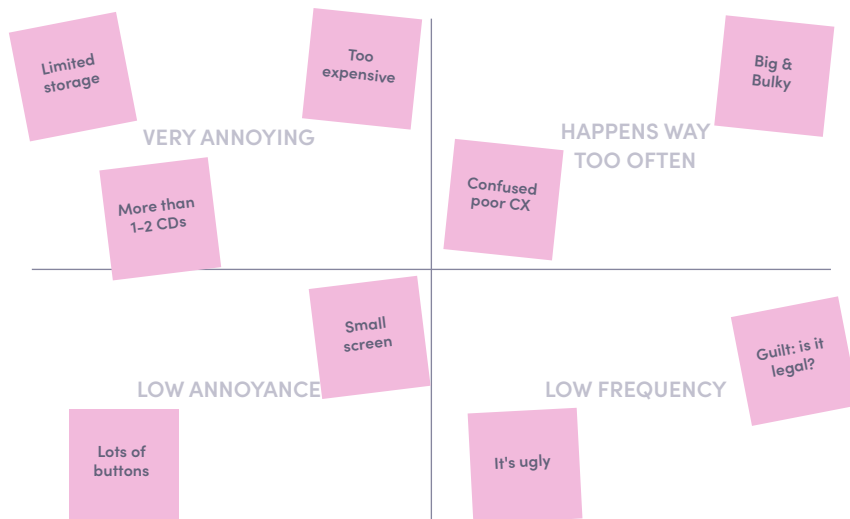 Limited
storage
Too
expensive
VERY ANNOYING
More than
1-2 CDs
Big &
Bulky
HAPPENS WAY
TOO OFTEN
Confused
poor CX
Small
screen
LOW ANNOYANCE
Lots of
buttons
Guilt: is it
legal?
LOW FREQUENCY
It's ugly